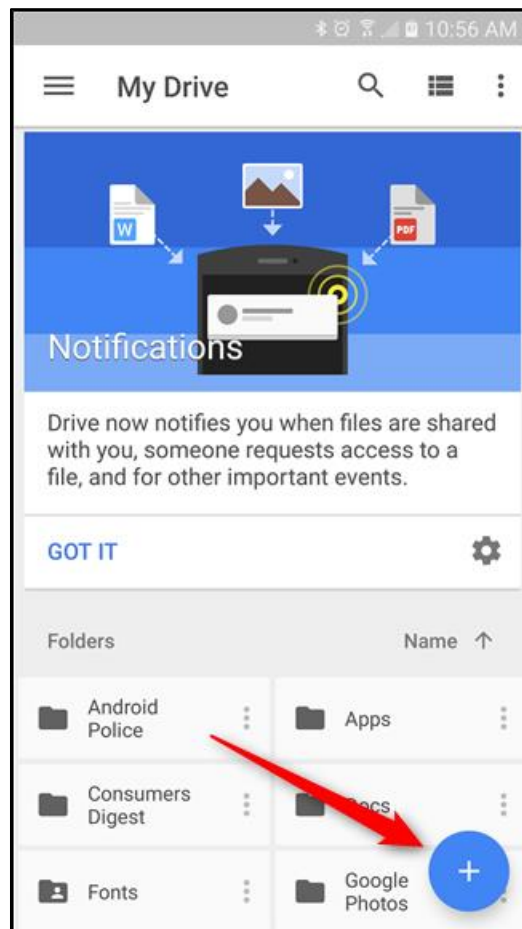 10:56 AM
My Drive
W
PDF
Notifications
Drive now notifies you when files are shared
with you, someone requests access to a
file, and for other important events.
GOT IT
Folders
Name
Android
Police
Apps
Consumers
Digest
Docs
Fonts
Google
Photos